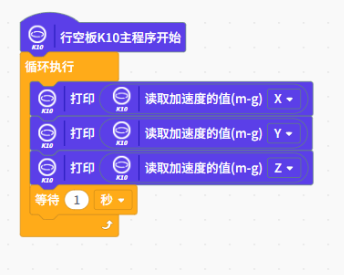 K10 行空板K10主程序开始
循环执行
K10 打印 K10 读取加速度的值(m-g) X
K10 打印 K10 读取加速度的值(m-g) Y
K10 打印 K10 读取加速度的值(m-g) Z
等待 1 秒